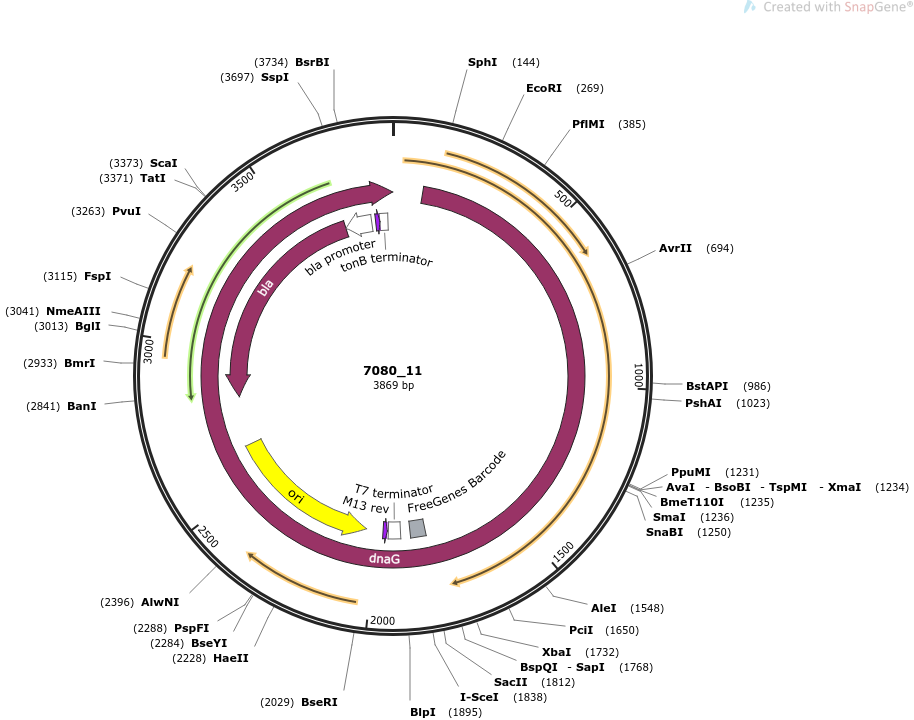 Created with SnapGene®
(3734) BsrBI
(3697) SspI
SphI (144)
EcoRI (269)
PflMI (385)
(3373) ScaI
(3371) TatI
(3263) PvuI
(3115) FspI
(3041) NmeAIII
(3013) BglI
(2933) BmrI
(2841) BanI
3500
500
AvrII (694)
bla promoter
tonB terminator
bla
3000
7080_11
3869 bp
1000
BstAPI (986)
PshAI (1023)
PpuMI (1231)
AvaI - BsoBI - TspMI - XmaI (1234)
BmeT110I (1235)
SmaI (1236)
SnaBI (1250)
T7 terminator
M13 rev
FreeGenes Barcode
ori
dnaG
2500
1500
2000
(2396) AlwNI
(2288) PspFI
(2284) BseYI
(2228) HaeII
(2029) BseRI
AleI (1548)
PciI (1650)
XbaI (1732)
BspQI - SapI (1768)
SacII (1812)
I-SceI (1838)
BlpI (1895)